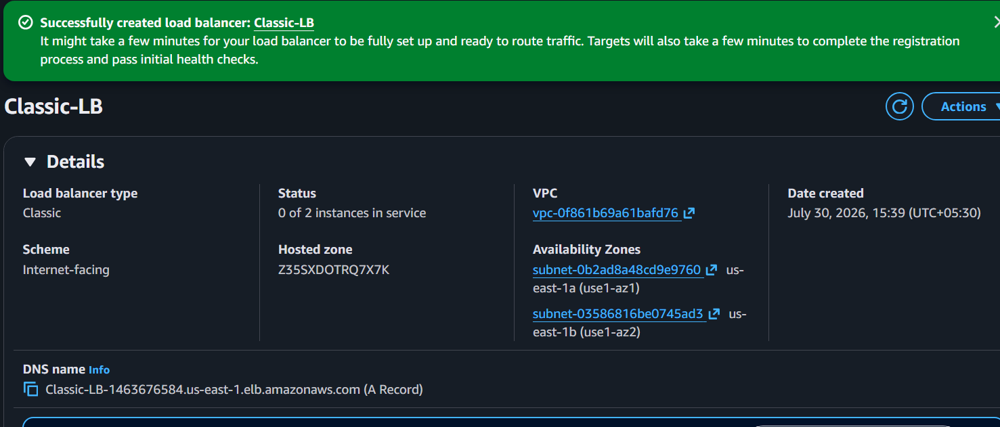 Successfully created load balancer: Classic-LB
It might take a few minutes for your load balancer to be fully set up and ready to route traffic. Targets will also take a few minutes to complete the registration
process and pass initial health checks.
Classic-LB
Actions
Details
Load balancer type
Classic
Scheme
Internet-facing
Status
0 of 2 instances in service
Hosted zone
Z35SXDOTRQ7X7K
VPC
vpc-0f861b69a61bafd76
Availability Zones
subnet-0b2ad8a48cd9e9760 us-
east-1a (use1-az1)
subnet-03586816be0745ad3 us-
east-1b (use1-az2)
Date created
July 30, 2026, 15:39 (UTC+05:30)
DNS name Info
Classic-LB-1463676584.us-east-1.elb.amazonaws.com (A Record)